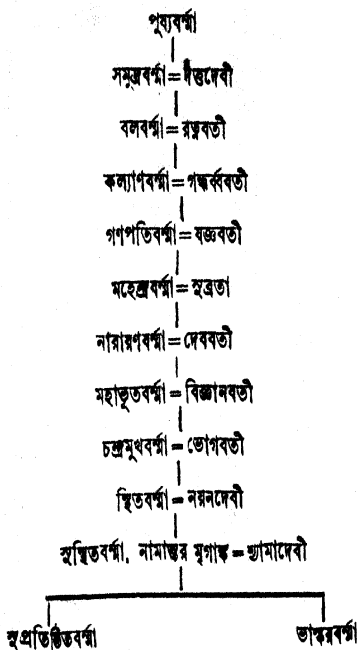 পুষ্যবর্ম্মা
সমুদ্রবর্ম্মা = দত্তদেবী
বলবর্ম্মা = রত্নবতী
কল্যাণবর্ম্মা = গন্ধর্ব্ববতী
গণপতিবর্ম্মা = যজ্ঞবতী
মহেন্দ্রবর্ম্মা = সুব্রতা
নারায়ণবর্ম্মা = দেববতী
মহাভূতবর্ম্মা = বিজ্ঞানবতী
চন্দ্রমুখবর্ম্মা = ভোগবতী
স্থিতবর্ম্মা = নয়নদেবী
সুস্থিতবর্ম্মা, নামান্তর মৃগাঙ্ক = শ্যামাদেবী
সুপ্রতিষ্ঠিতবর্ম্মা ভাস্করবর্ম্মা